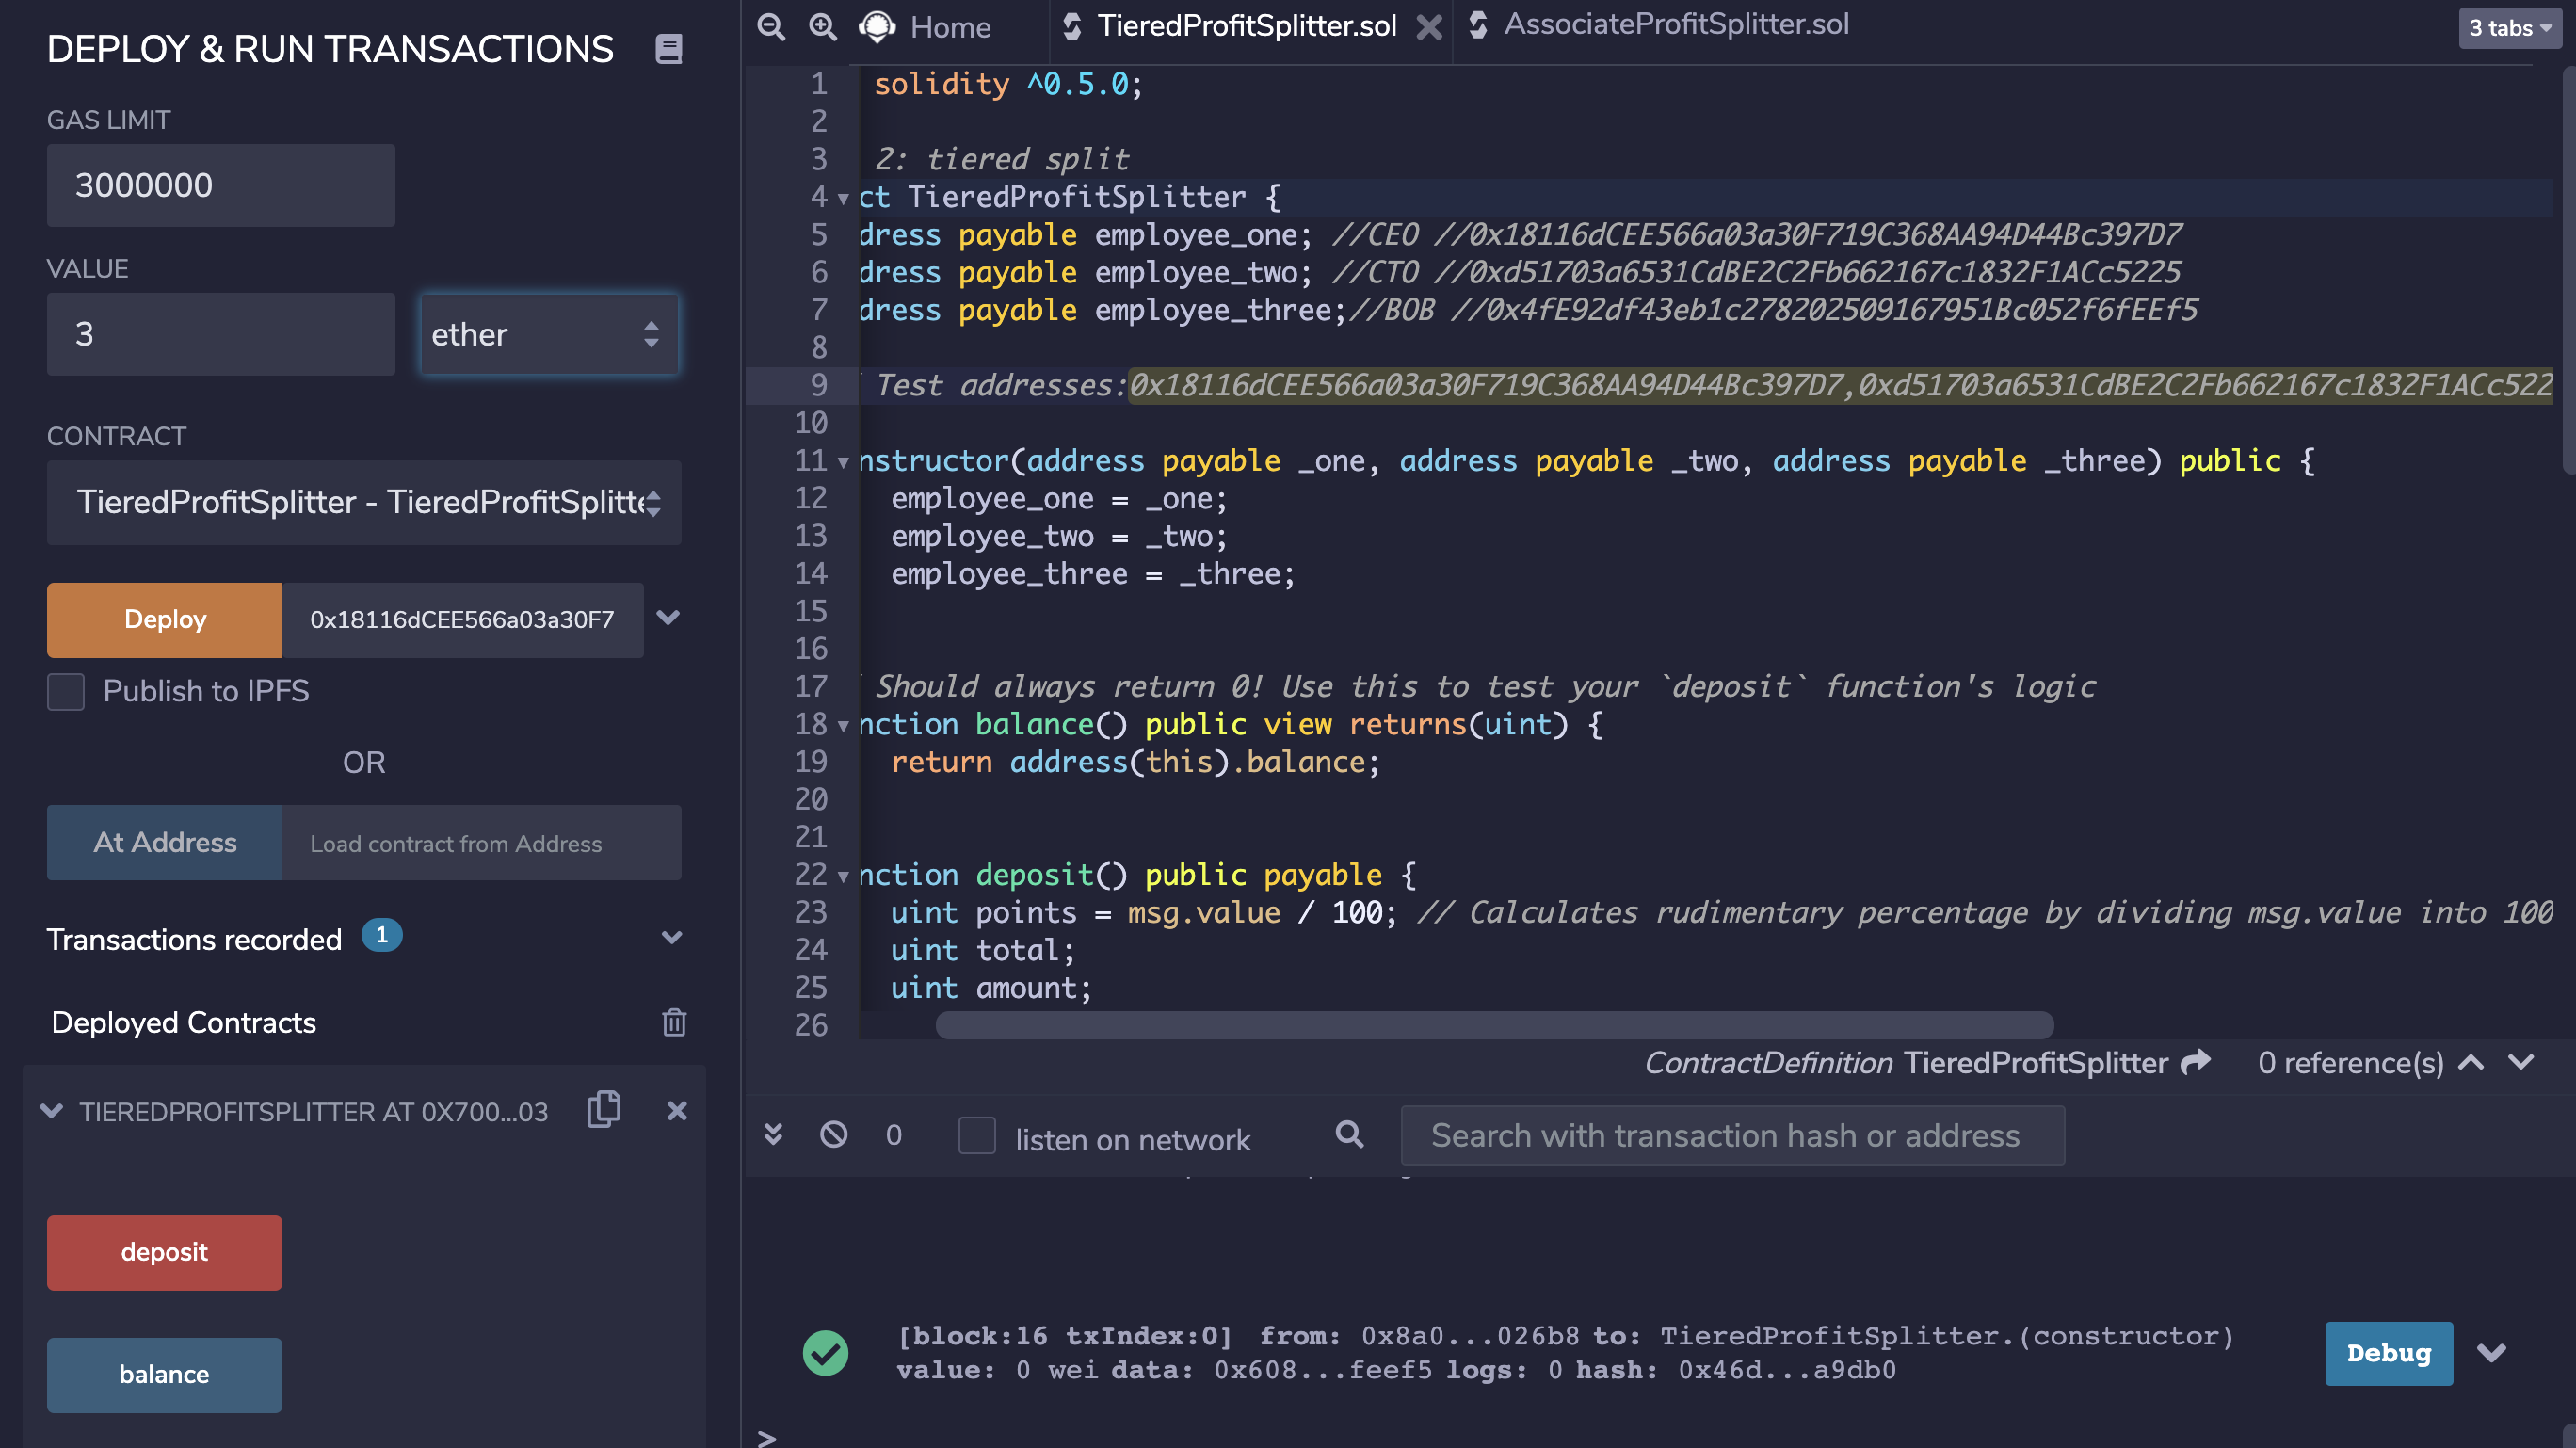 DEPLOY & RUN TRANSACTIONS
GAS LIMIT
3000000
VALUE
3
ether
CONTRACT
TieredProfitSplitter - TieredProfitSplitte
Deploy
0x18116dCEE566a03a30F7
Publish to IPFS
OR
At Address
Load contract from Address
Transactions recorded 1
Deployed Contracts
TIEREDPROFITSPLITTER AT 0X700...03
deposit
balance
Home
TieredProfitSplitter.sol
AssociateProfitSplitter.sol
3 tabs
1 solidity ^0.5.0;
2
3 2: tiered split
4 ct TieredProfitSplitter {
5 dress payable employee_one; //CEO //0x18116dCEE566a03a30F719C368AA94D44Bc397D7
6 dress payable employee_two; //CTO //0xd51703a6531CdBE2C2Fb662167c1832F1ACc5225
7 dress payable employee_three;//BOB //0x4fE92df43eb1c278202509167951Bc052f6fEEf5
8
9 Test addresses:0x18116dCEE566a03a30F719C368AA94D44Bc397D7,0xd51703a6531CdBE2C2Fb662167c1832F1ACc522
10
11 nstructor(address payable _one, address payable _two, address payable _three) public {
12 employee_one = _one;
13 employee_two = _two;
14 employee_three = _three;
15
16
17 Should always return 0! Use this to test your `deposit` function's logic
18 nction balance() public view returns(uint) {
19 return address(this).balance;
20
21
22 nction deposit() public payable {
23 uint points = msg.value / 100; // Calculates rudimentary percentage by dividing msg.value into 100
24 uint total;
25 uint amount;
26
ContractDefinition TieredProfitSplitter 0 reference(s)
0
listen on network
Search with transaction hash or address
[block:16 txIndex:0] from: 0x8a0...026b8 to: TieredProfitSplitter.(constructor)
value: 0 wei data: 0x608...feef5 logs: 0 hash: 0x46d...a9db0
Debug
>